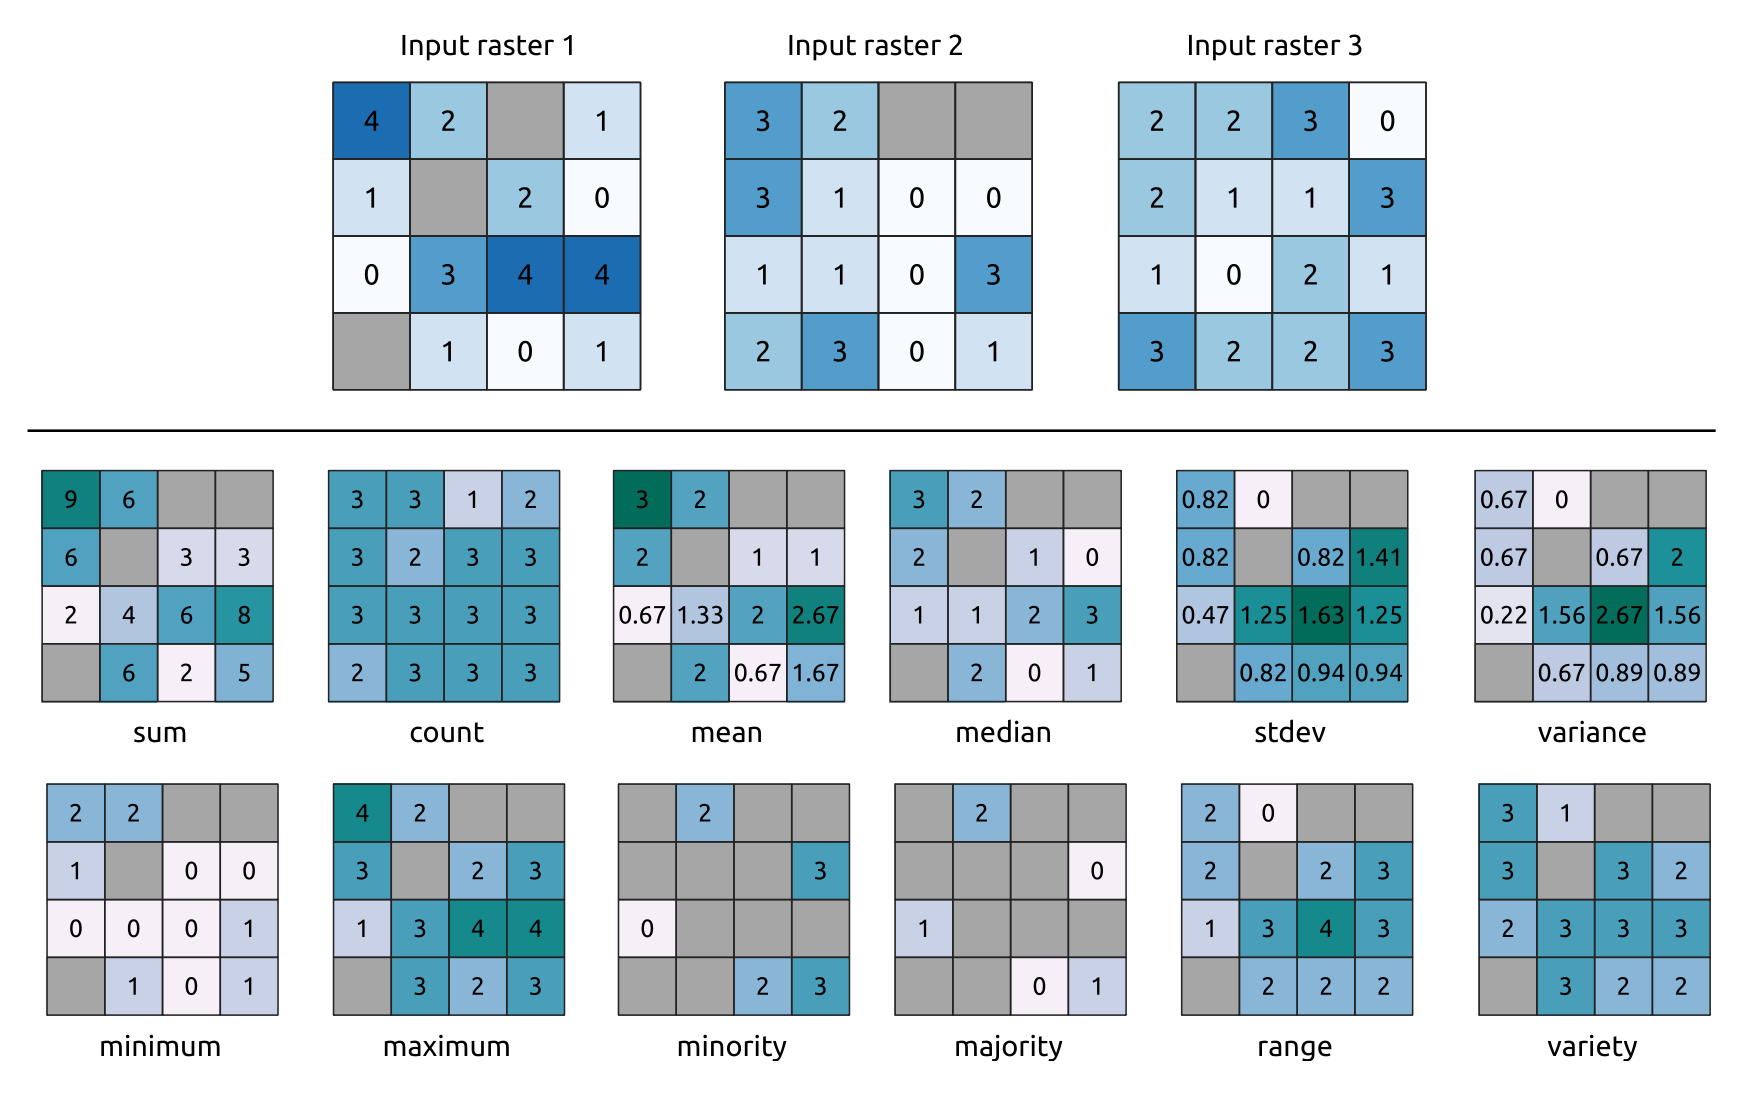 Input raster 1 Input raster 2 Input raster 3
4 2 1 3 2 2 2 3 0
1 2 0 3 1 0 0 2 1 1 3
0 3 4 4 1 1 0 3 1 0 2 1
1 0 1 2 3 0 1 3 2 2 3
9 6 3 3 1 2 3 2 3 2 0.82 0 0.67 0
6 3 3 3 2 3 3 2 1 1 2 1 0 0.82 0.82 1.41 0.67 0.67 2
2 4 6 8 3 3 3 3 0.67 1.33 2 2.67 1 1 2 3 0.47 1.25 1.63 1.25 0.22 1.56 2.67 1.56
6 2 5 2 3 3 3 2 0.67 1.67 2 0 1 0.82 0.94 0.94 0.67 0.89 0.89
sum count mean median stdev variance
2 2 4 2 2 2 2 0 3 1
1 0 0 3 2 3 3 0 2 2 3 3 3 2
0 0 0 1 1 3 4 4 0 1 1 3 4 3 2 3 3 3
1 0 1 3 2 3 2 3 0 1 2 2 2 3 2 2
minimum maximum minority majority range variety